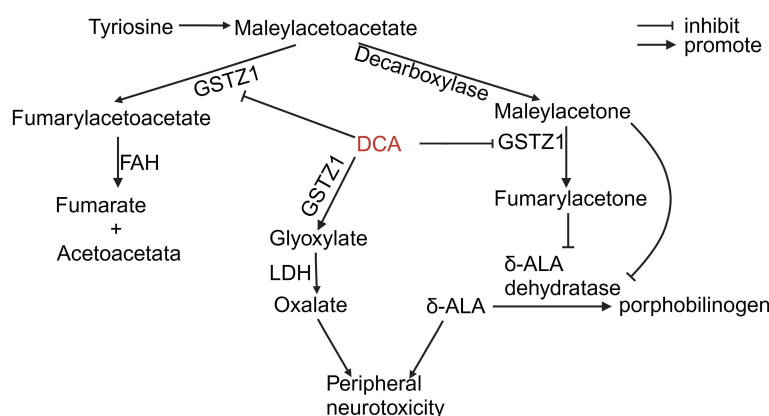 Tyriosine
Maleylacetoacetate
inhibit
promote
GSTZ1
Decarboxylase
Fumarylacetoacetate
Maleylacetone
DCA
GSTZ1
FAH
GSTZ1
Fumarate
+
Acetoacetata
Fumarylacetone
Glyoxylate
LDH
δ-ALA
dehydratase
Oxalate
δ-ALA
porphobilinogen
Peripheral
neurotoxicity